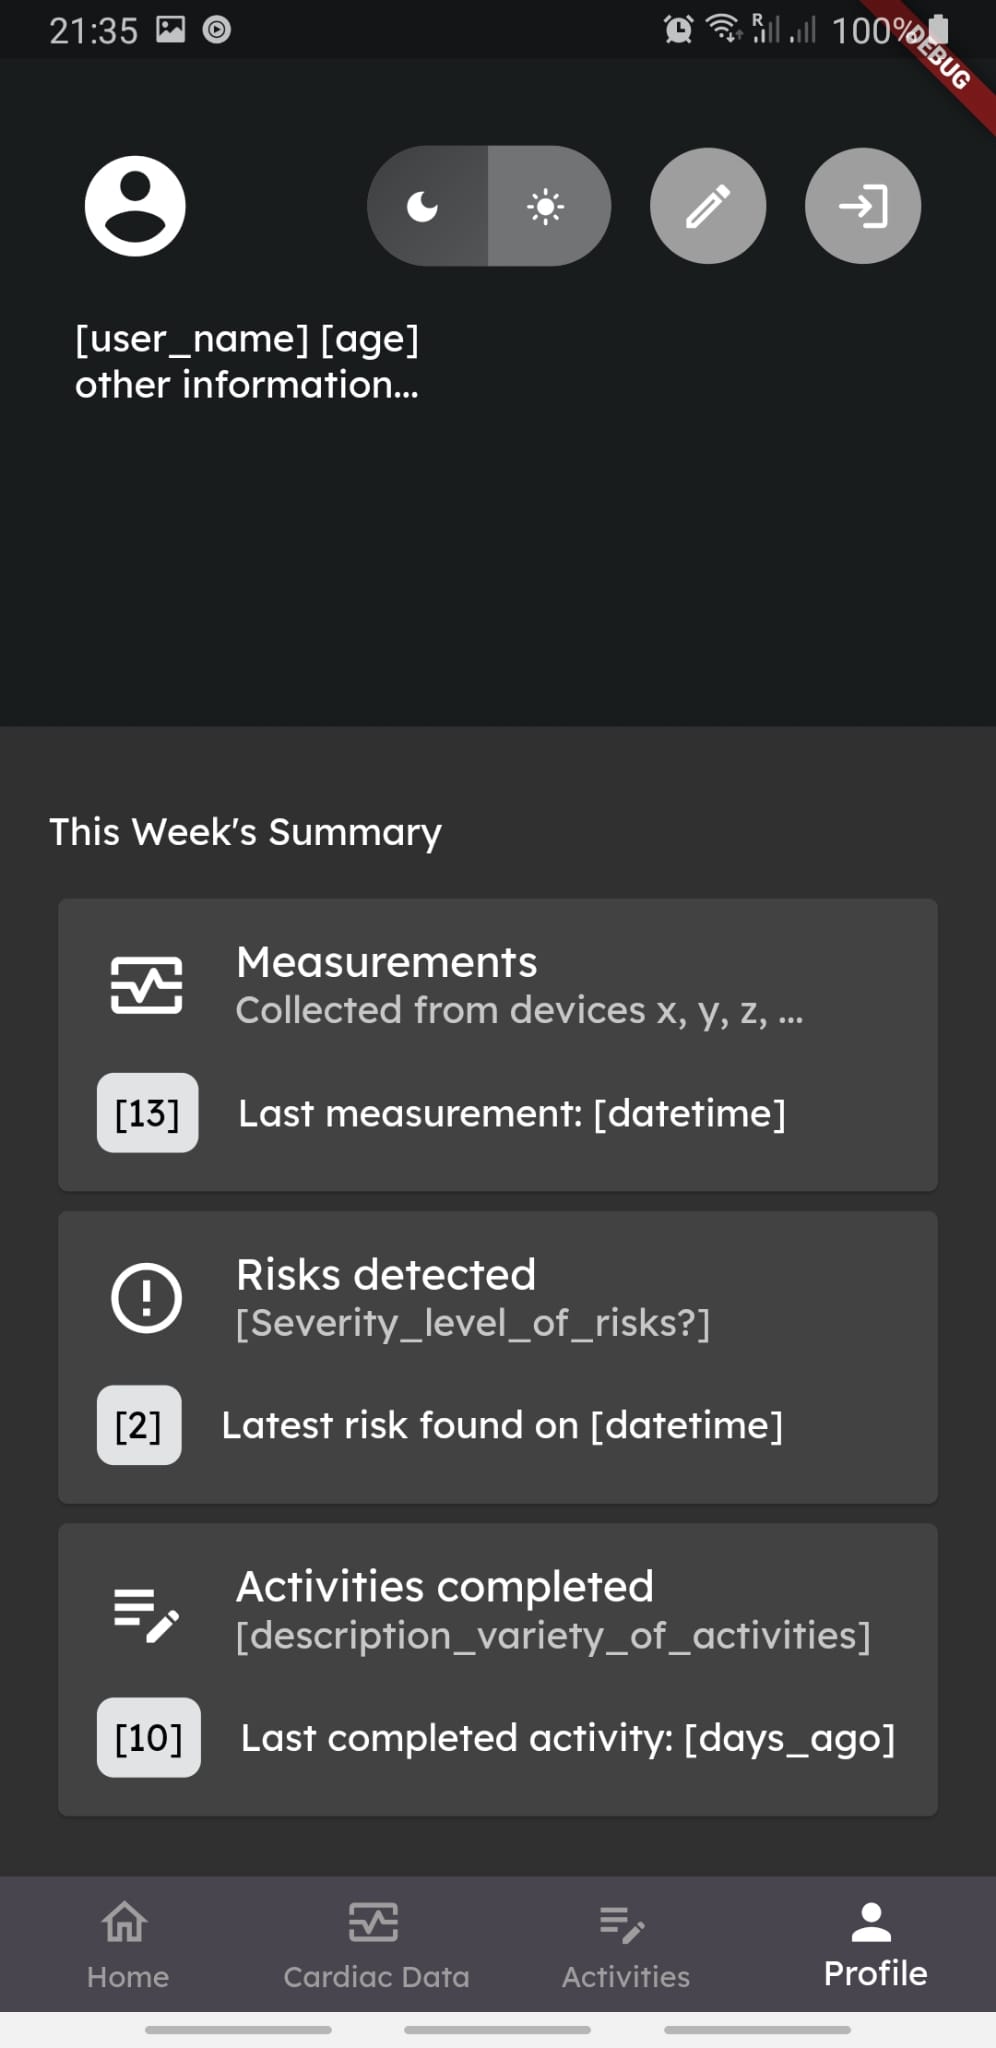 21:35
R
100%
DEBUG
[user_name] [age]
other information...
This Week's Summary
Measurements
Collected from devices x, y, z, ...
[13]
Last measurement: [datetime]
Risks detected
[Severity_level_of_risks?]
[2]
Latest risk found on [datetime]
Activities completed
[description_variety_of_activities]
[10]
Last completed activity: [days_ago]
Home
Cardiac Data
Activities
Profile